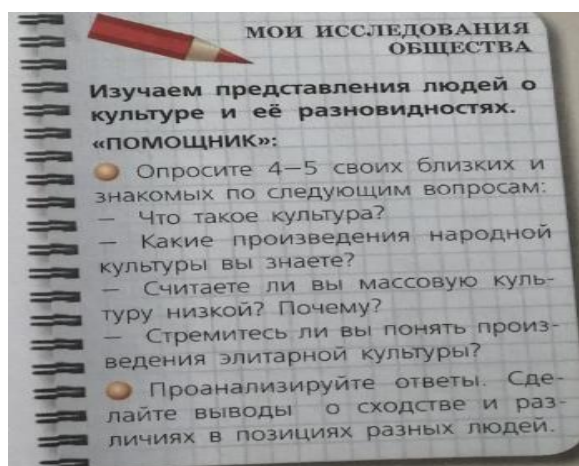 МОИ ИССЛЕДОВАНИЯ
ОБЩЕСТВА
Изучаем представления людей о
культуре и её разновидностях.
«ПОМОЩНИК»:
Опросите 4—5 своих близких и
знакомых по следующим вопросам:
— Что такое культура?
— Какие произведения народной
культуры вы знаете?
— Считаете ли вы массовую куль-
туру низкой? Почему?
— Стремитесь ли вы понять произ-
ведения элитарной культуры?
Проанализируйте ответы. Сде-
лайте выводы о сходстве и раз-
личиях в позициях разных людей.